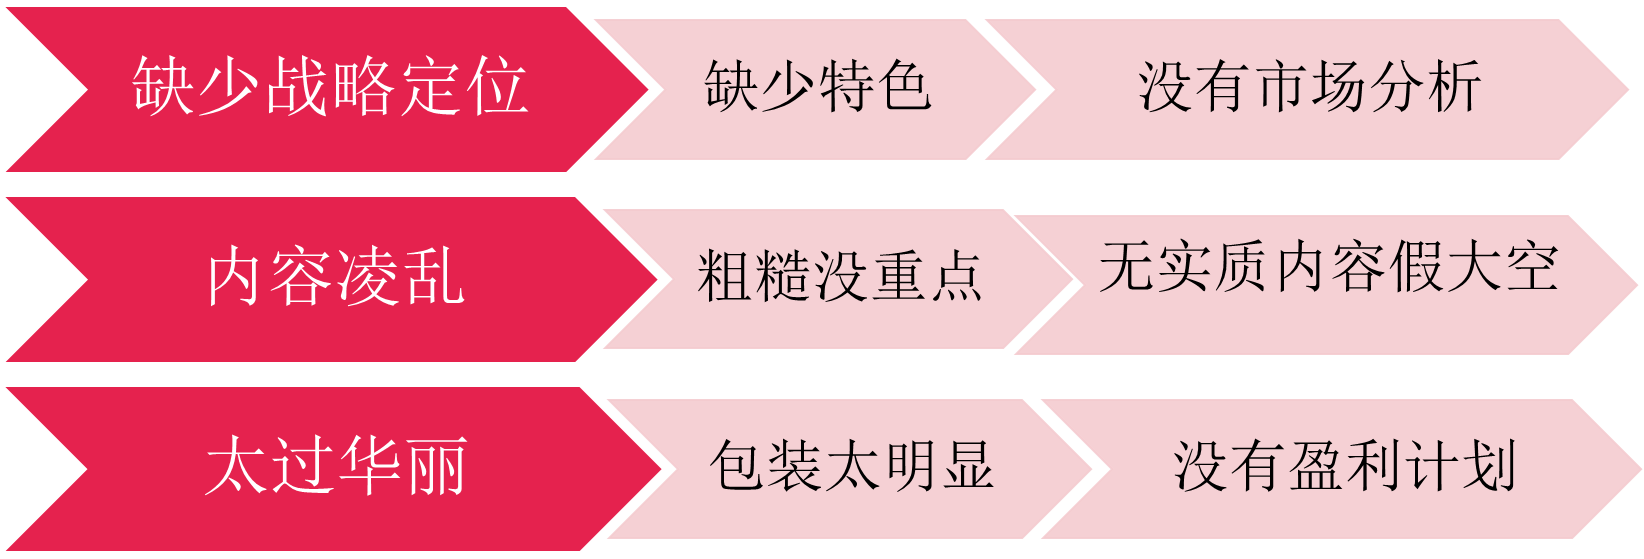 缺少战略定位 缺少特色 没有市场分析
内容凌乱 粗糙没重点 无实质内容假大空
太过华丽 包装太明显 没有盈利计划